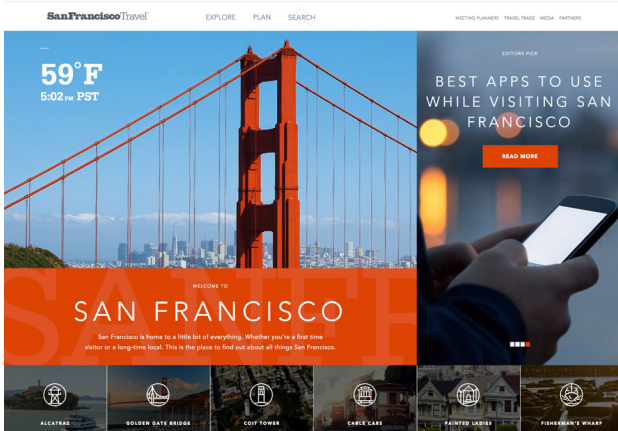 SanFranciscoTravel
EXPLORE PLAN SEARCH
MEETING PLANNERS TRAVEL TRADE MEDIA PARTNERS
59°F
5:02 PM PST
EDITORS PICK
BEST APPS TO USE
WHILE VISITING SAN
FRANCISCO
READ MORE
WELCOME TO
SAN FRANCISCO
San Francisco is home to a little bit of everything. Whether you're a first time
visitor or a long-time local. This is the place to find out about all things San Francisco.
ALCATRAZ GOLDEN GATE BRIDGE COIT TOWER CABLE CARS PAINTED LADIES FISHERMAN'S WHARF